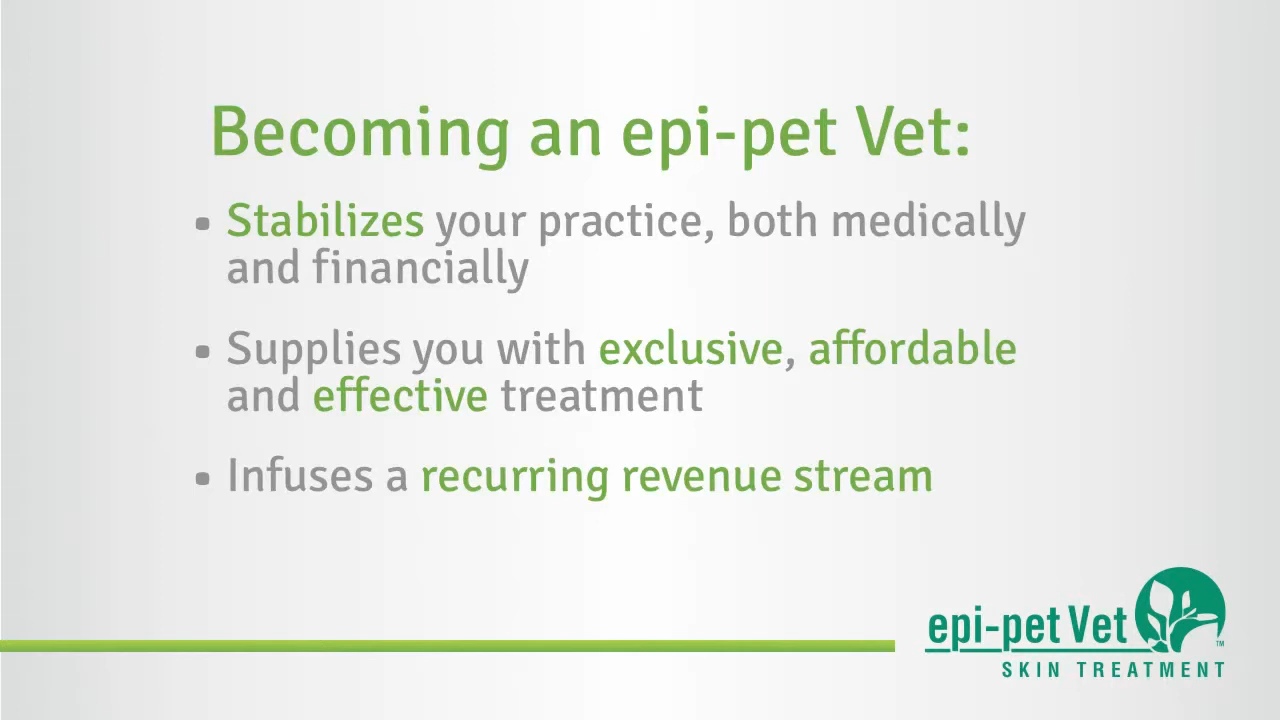 Becoming an epi-pet Vet:
▪ Stabilizes your practice, both medically
and financially
▪ Supplies you with exclusive, affordable
and effective treatment
▪ Infuses a recurring revenue stream
epi-pet Vet
TM
SKIN TREATMENT